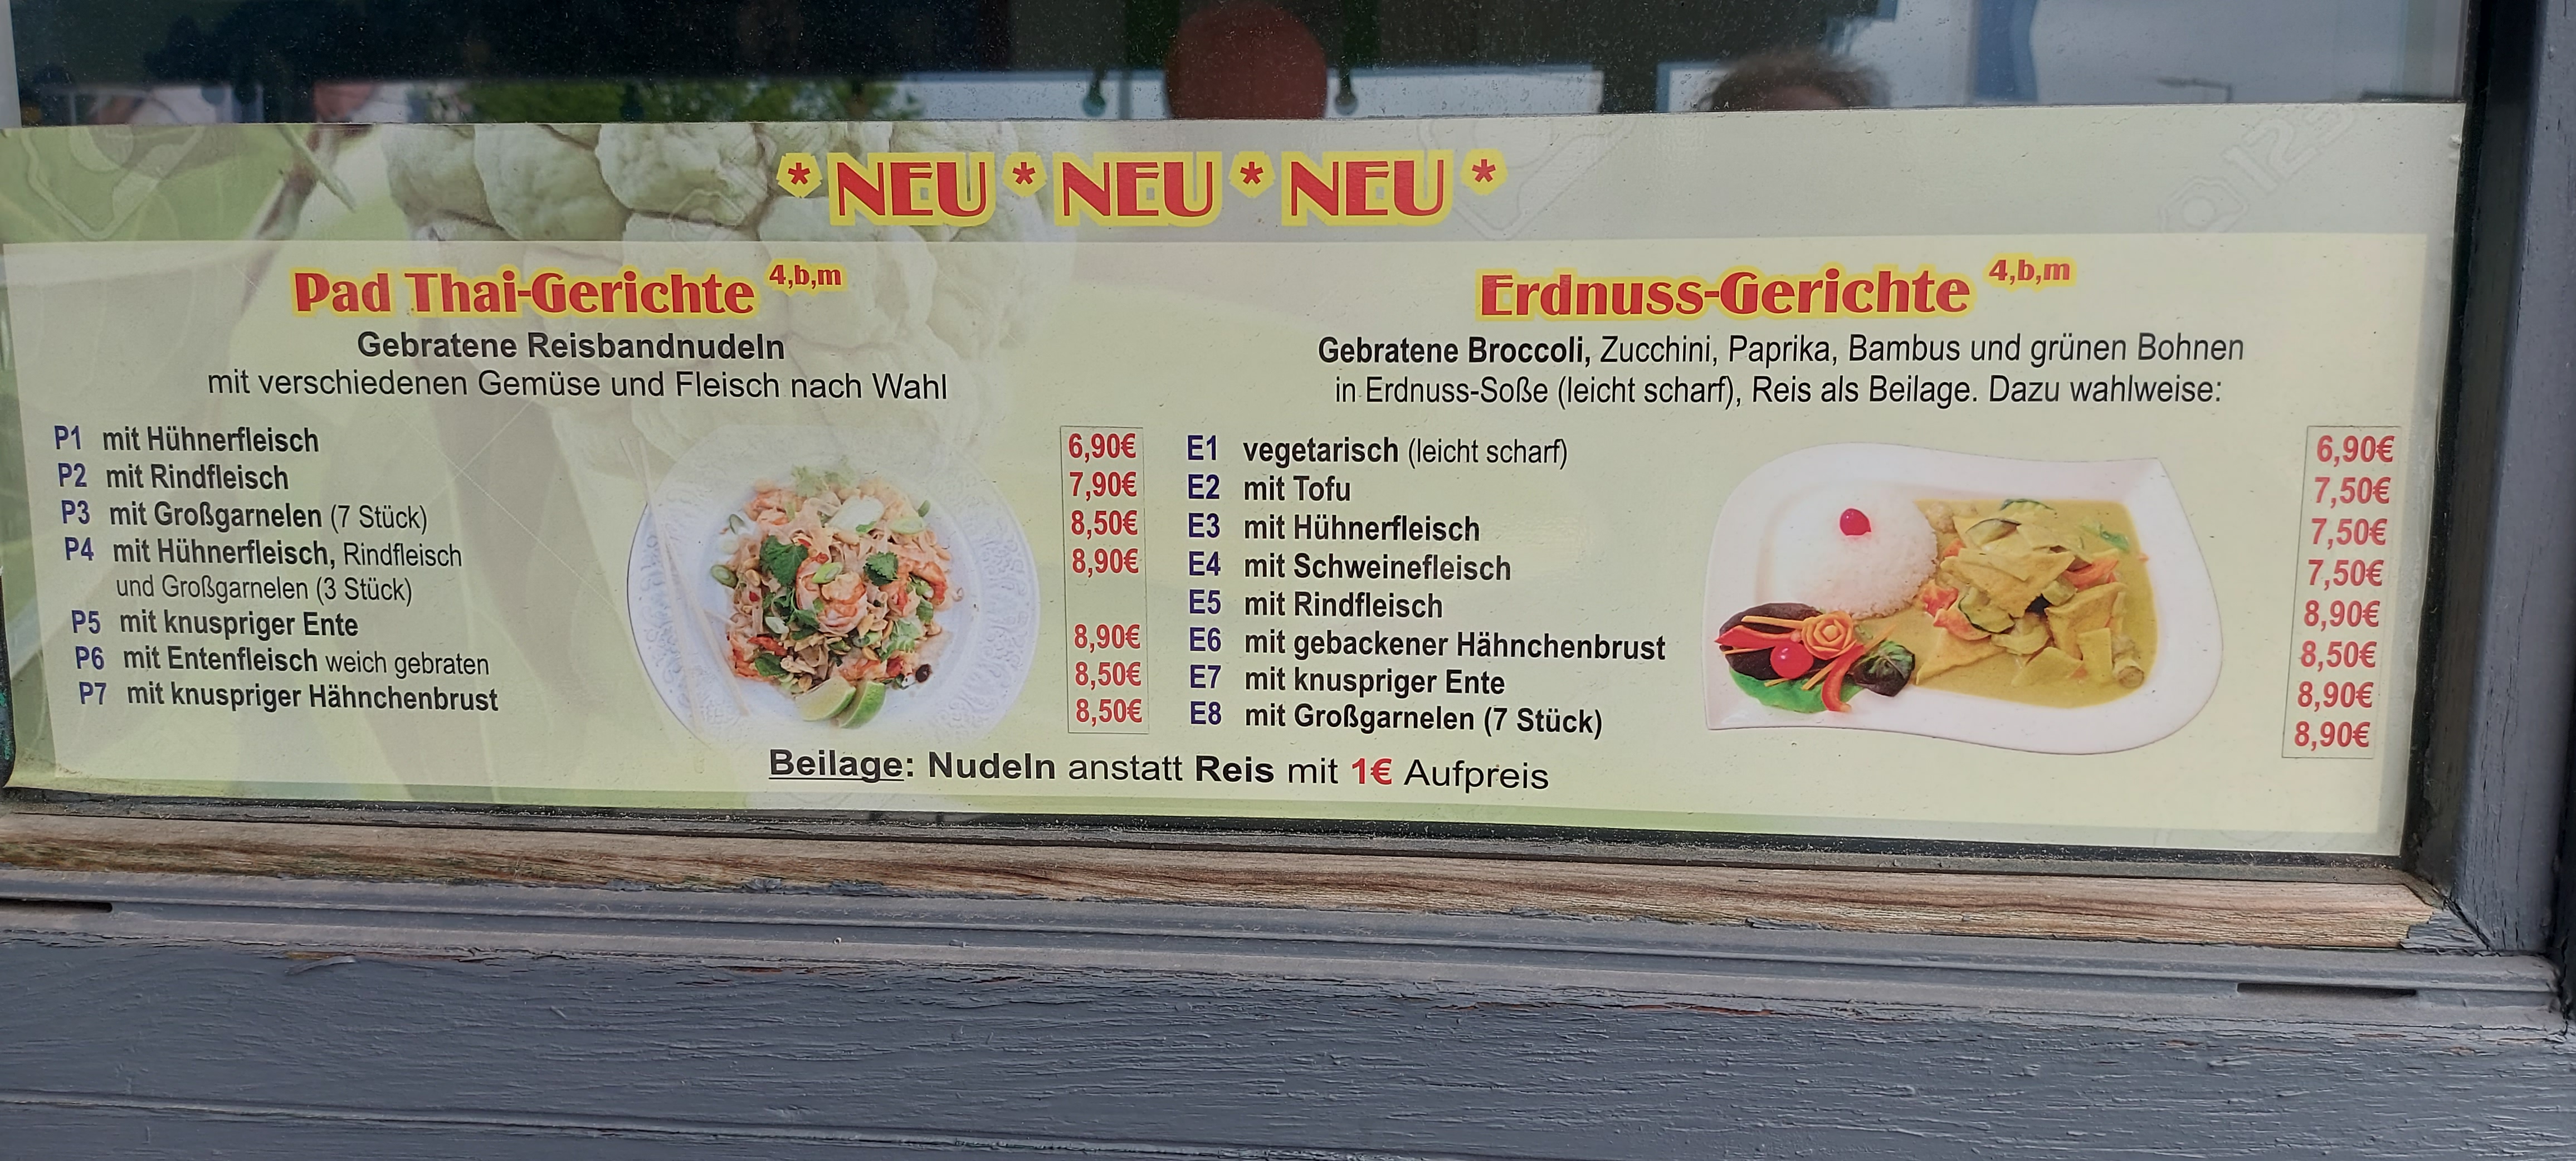 * NEU * NEU * NEU *
Pad Thai-Gerichte 4,b,m
Gebratene Reisbandnudeln
mit verschiedenen Gemüse und Fleisch nach Wahl
P1 mit Hühnerfleisch 6,90€
P2 mit Rindfleisch 7,90€
P3 mit Großgarnelen (7 Stück) 8,50€
P4 mit Hühnerfleisch, Rindfleisch 8,90€
und Großgarnelen (3 Stück)
P5 mit knuspriger Ente 8,90€
P6 mit Entenfleisch weich gebraten 8,50€
P7 mit knuspriger Hähnchenbrust 8,50€
Erdnuss-Gerichte 4,b,m
Gebratene Broccoli, Zucchini, Paprika, Bambus und grünen Bohnen
in Erdnuss-Soße (leicht scharf), Reis als Beilage. Dazu wahlweise:
E1 vegetarisch (leicht scharf) 6,90€
E2 mit Tofu 7,50€
E3 mit Hühnerfleisch 7,50€
E4 mit Schweinefleisch 7,50€
E5 mit Rindfleisch 8,90€
E6 mit gebackener Hähnchenbrust 8,50€
E7 mit knuspriger Ente 8,90€
E8 mit Großgarnelen (7 Stück) 8,90€
Beilage: Nudeln anstatt Reis mit 1€ Aufpreis
123